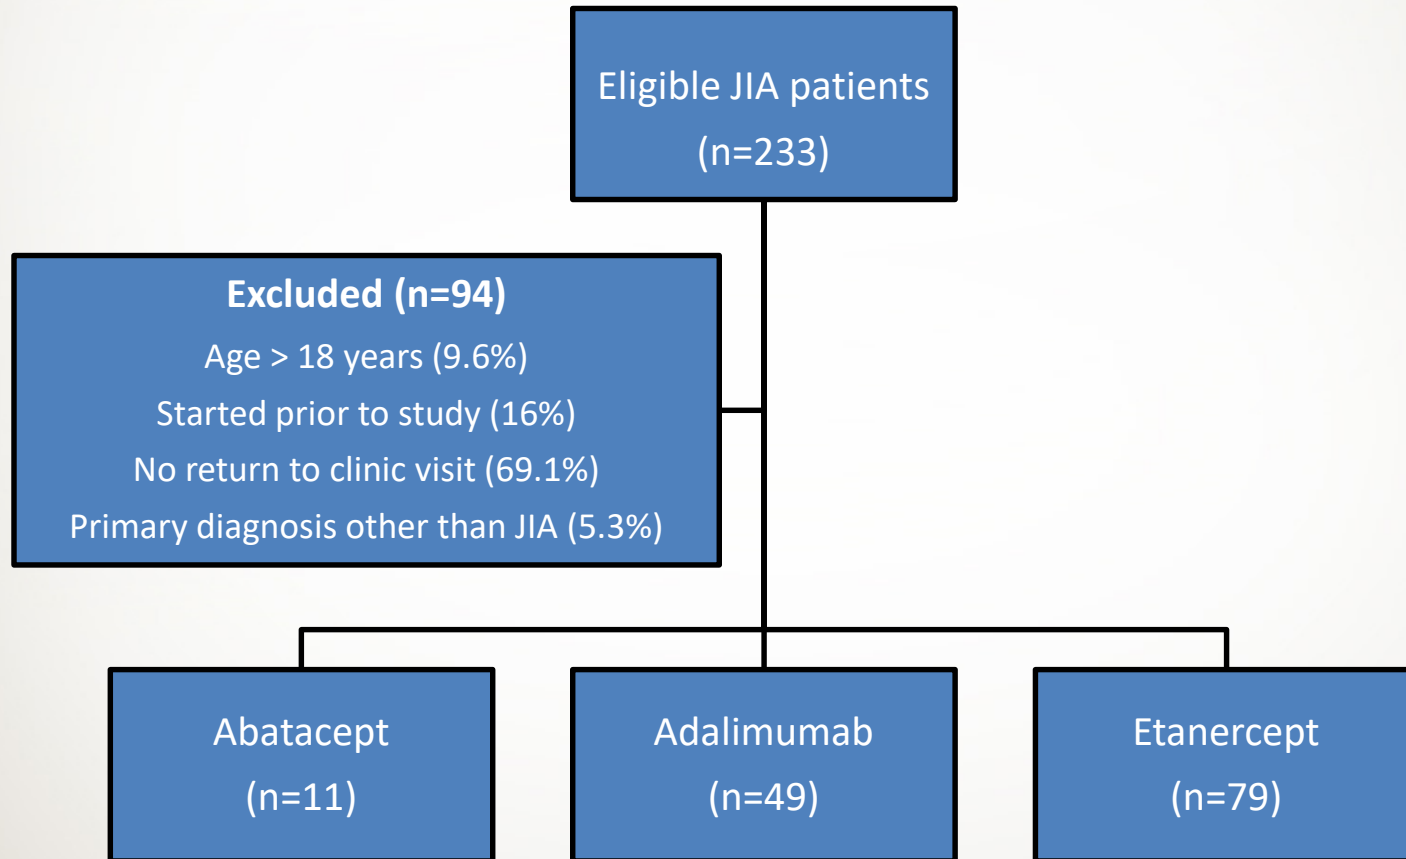 Eligible JIA patients
(n=233)
Excluded (n=94)
Age > 18 years (9.6%)
Started prior to study (16%)
No return to clinic visit (69.1%)
Primary diagnosis other than JIA (5.3%)
Abatacept
(n=11)
Adalimumab
(n=49)
Etanercept
(n=79)